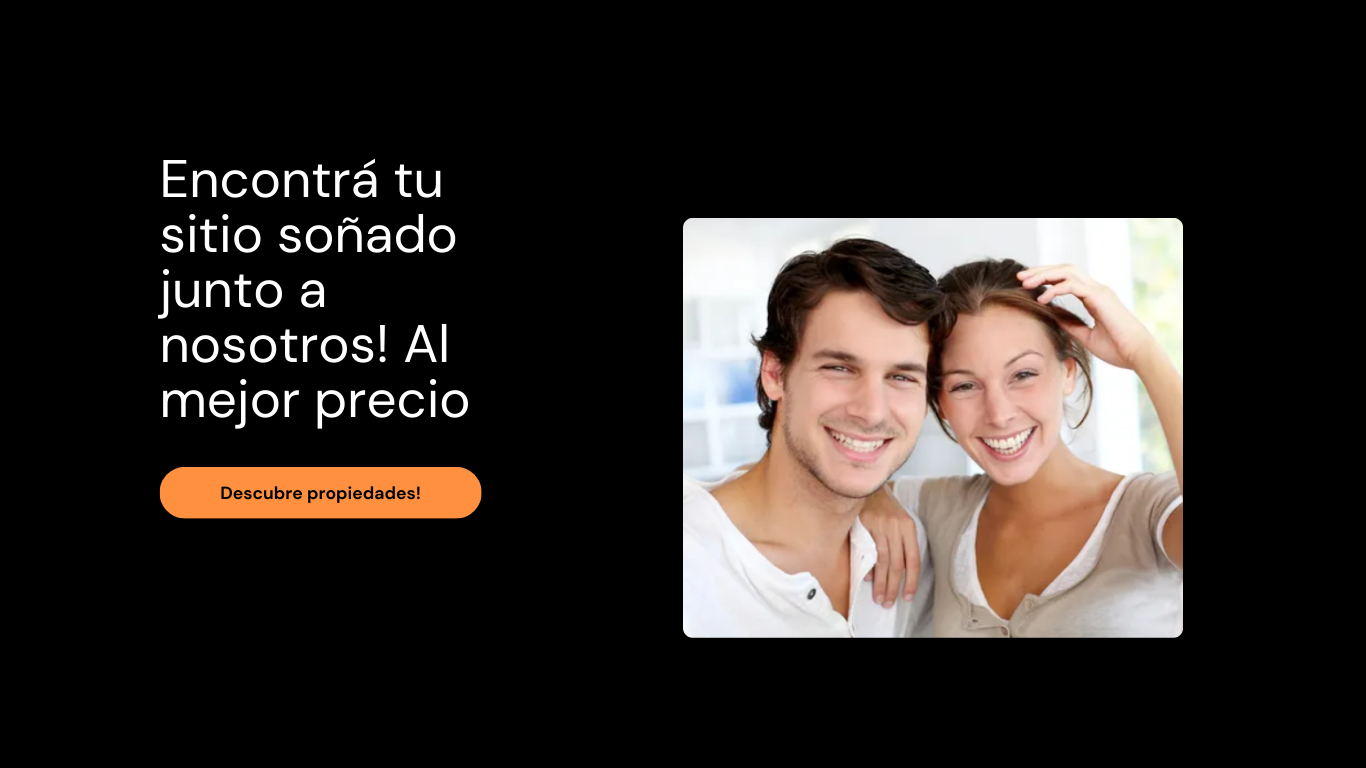 Encontrá tu
sitio soñado
junto a
nosotros! Al
mejor precio
Descubre propiedades!